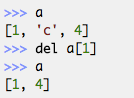 >>> a
[1, 'c', 4]
>>> del a[1]
>>> a
[1, 4]